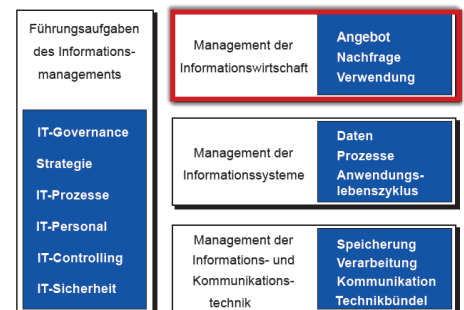 Führungsaufgaben
des Informations-
managements
IT-Governance
Strategie
IT-Prozesse
IT-Personal
IT-Controlling
IT-Sicherheit
Management der
Informationswirtschaft
Angebot
Nachfrage
Verwendung
Management der
Informationssysteme
Daten
Prozesse
Anwendungs-
lebenszyklus
Management der
Informations- und
Kommunikations-
technik
Speicherung
Verarbeitung
Kommunikation
Technikbündel